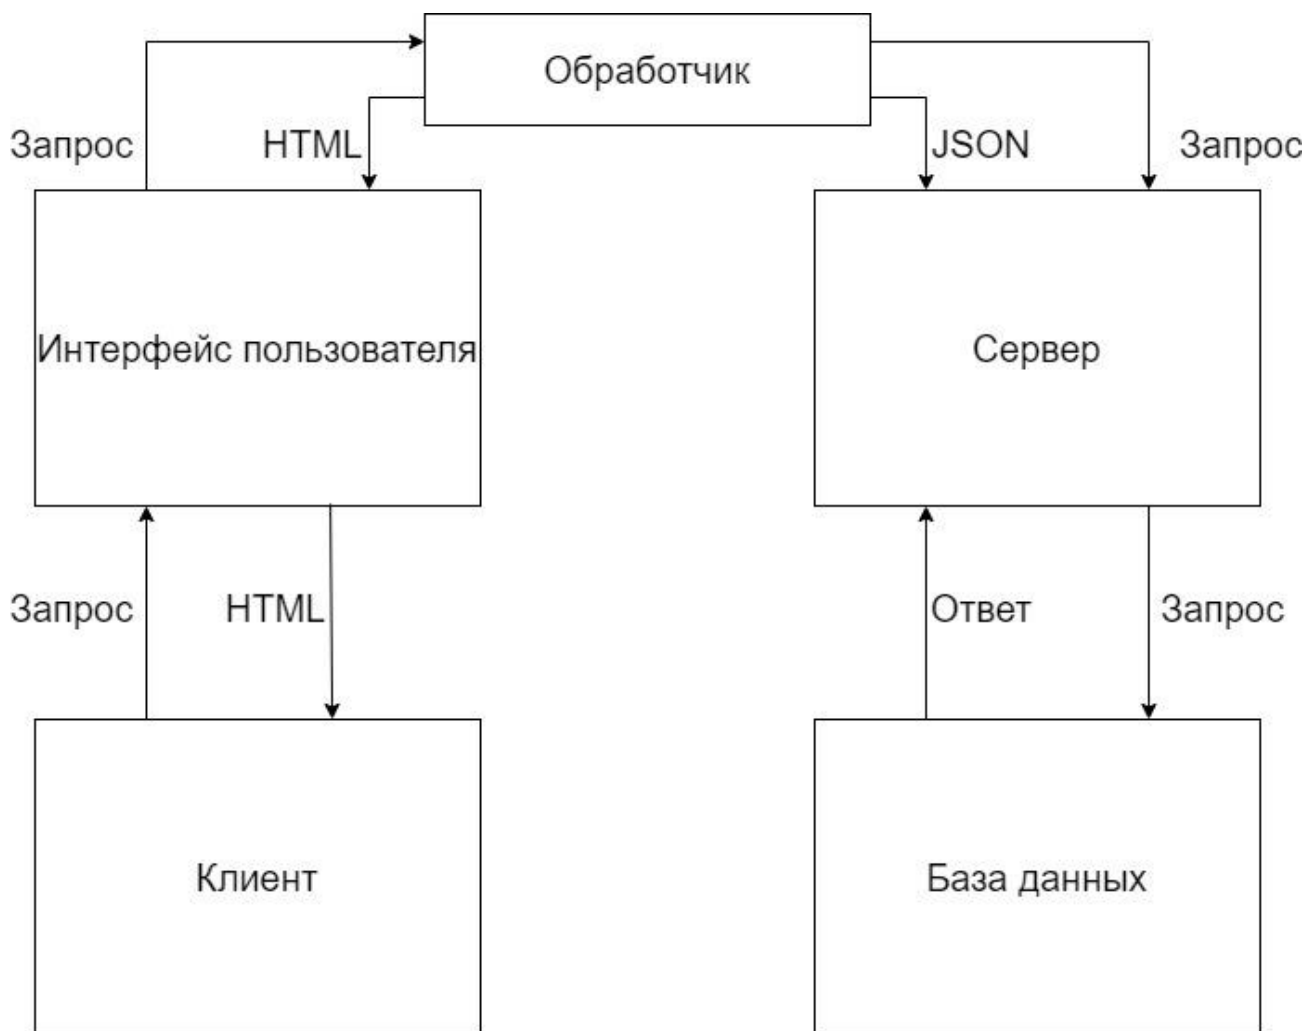 Обработчик
Запрос
HTML
JSON
Запрос
Интерфейс пользователя
Сервер
Запрос
HTML
Ответ
Запрос
Клиент
База данных